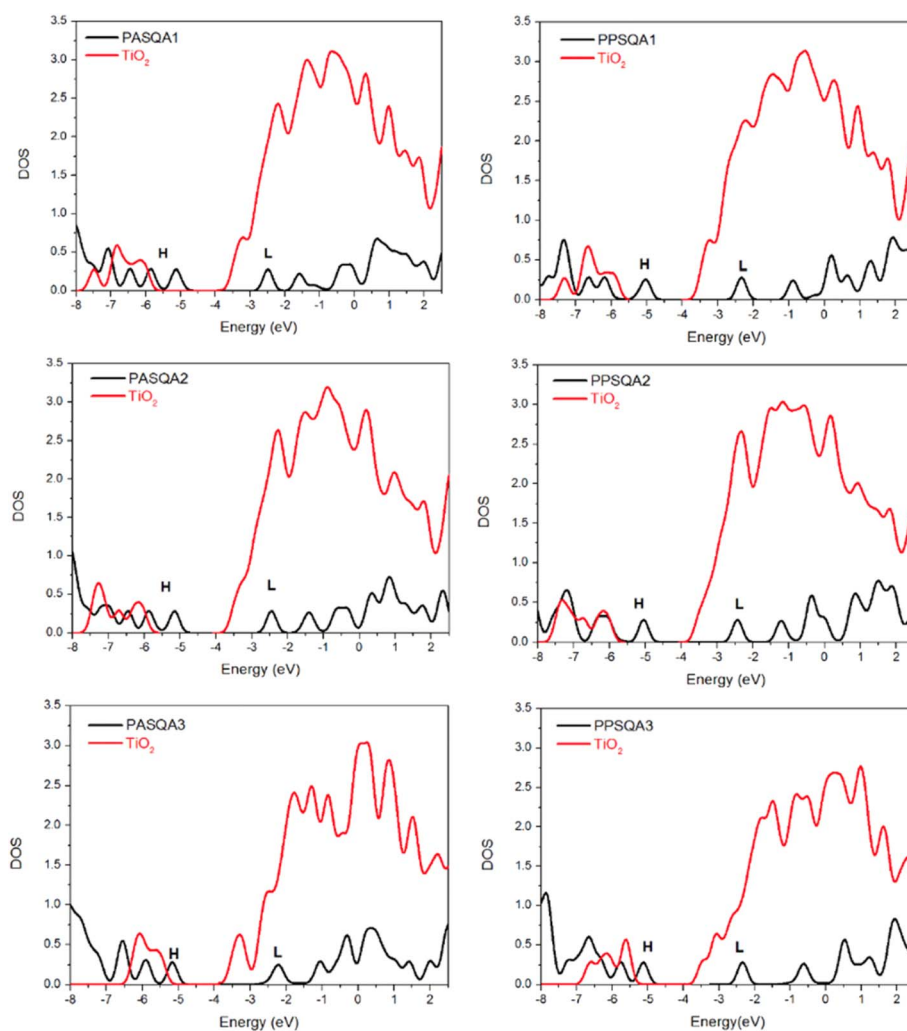 3.5
3.0
2.5
2.0
1.5
1.0
0.5
0.0
DOS
PASQA1
TiO₂
H
L
-8 -7 -6 -5 -4 -3 -2 -1 0 1 2
Energy (eV)
3.5
3.0
2.5
2.0
1.5
1.0
0.5
0.0
DOS
PPSQA1
TiO₂
H
L
-8 -7 -6 -5 -4 -3 -2 -1 0 1 2
Energy (eV)
3.5
3.0
2.5
2.0
1.5
1.0
0.5
0.0
DOS
PASQA2
TiO₂
H
L
-8 -7 -6 -5 -4 -3 -2 -1 0 1 2
Energy (eV)
3.5
3.0
2.5
2.0
1.5
1.0
0.5
0.0
DOS
PPSQA2
TiO₂
H
L
-8 -7 -6 -5 -4 -3 -2 -1 0 1 2
Energy (eV)
3.5
3.0
2.5
2.0
1.5
1.0
0.5
0.0
DOS
PASQA3
TiO₂
H
L
-8 -7 -6 -5 -4 -3 -2 -1 0 1 2
Energy (eV)
3.5
3.0
2.5
2.0
1.5
1.0
0.5
0.0
DOS
PPSQA3
TiO₂
H
L
-8 -7 -6 -5 -4 -3 -2 -1 0 1 2
Energy(eV)